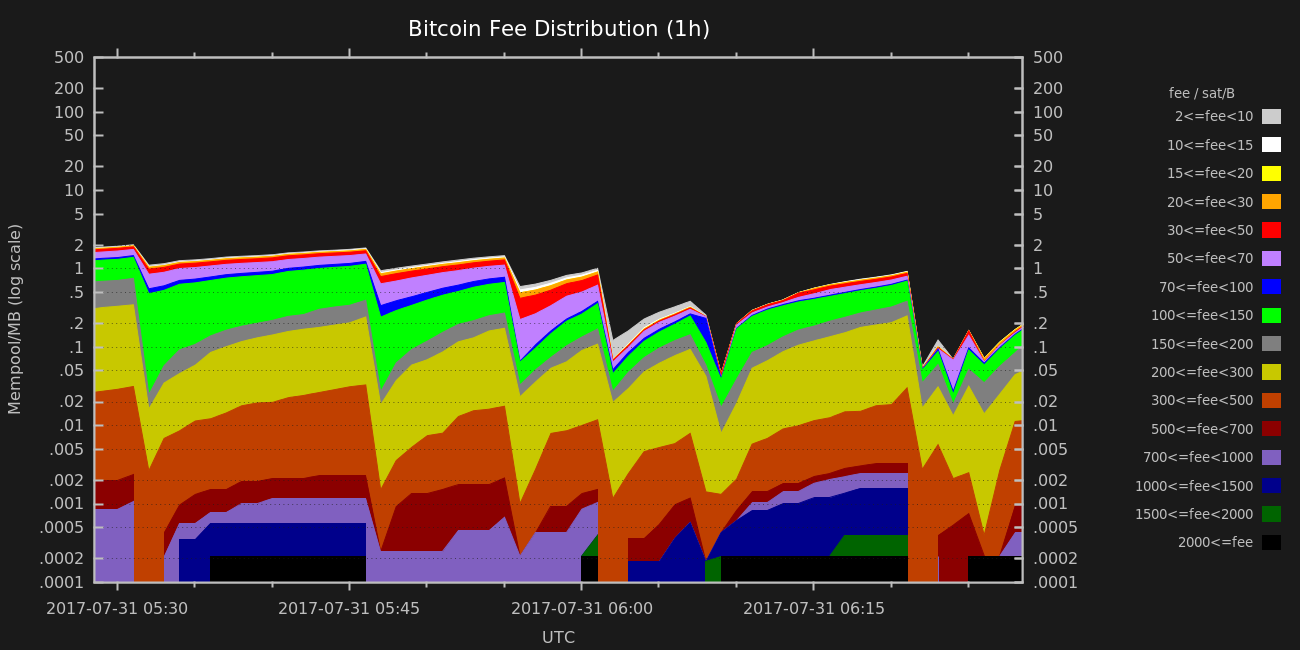 Bitcoin Fee Distribution (1h)
500 500
200 200
100 100
50 50
20 20
10 10
5 5
2 2
1 1
.5 .5
.2 .2
.1 .1
.05 .05
.02 .02
.01 .01
.005 .005
.002 .002
.001 .001
.0005 .0005
.0002 .0002
.0001 .0001
Mempool/MB (log scale)
2017-07-31 05:30 2017-07-31 05:45 2017-07-31 06:00 2017-07-31 06:15
UTC
fee / sat/B
2<=fee<10
10<=fee<15
15<=fee<20
20<=fee<30
30<=fee<50
50<=fee<70
70<=fee<100
100<=fee<150
150<=fee<200
200<=fee<300
300<=fee<500
500<=fee<700
700<=fee<1000
1000<=fee<1500
1500<=fee<2000
2000<=fee